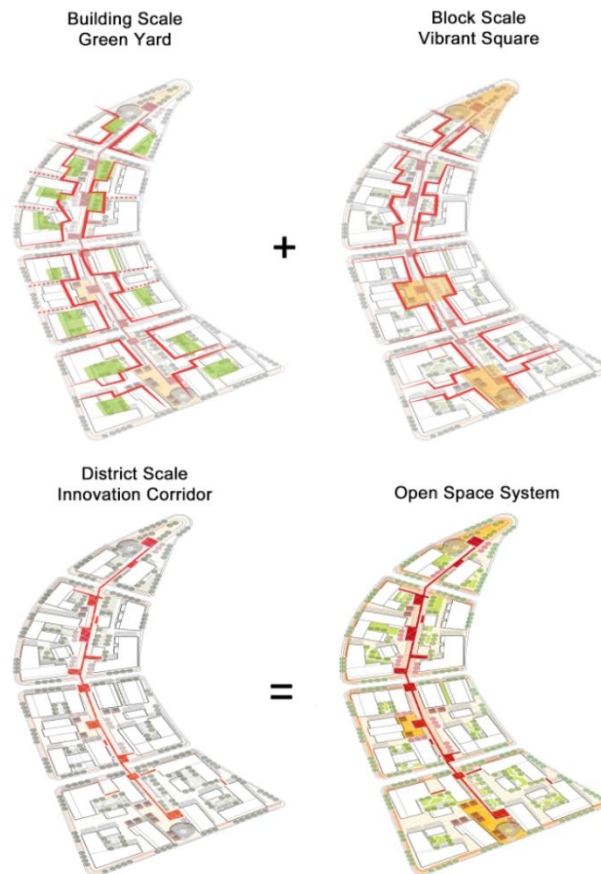 Building Scale
Green Yard
Block Scale
Vibrant Square
+
District Scale
Innovation Corridor
Open Space System
=